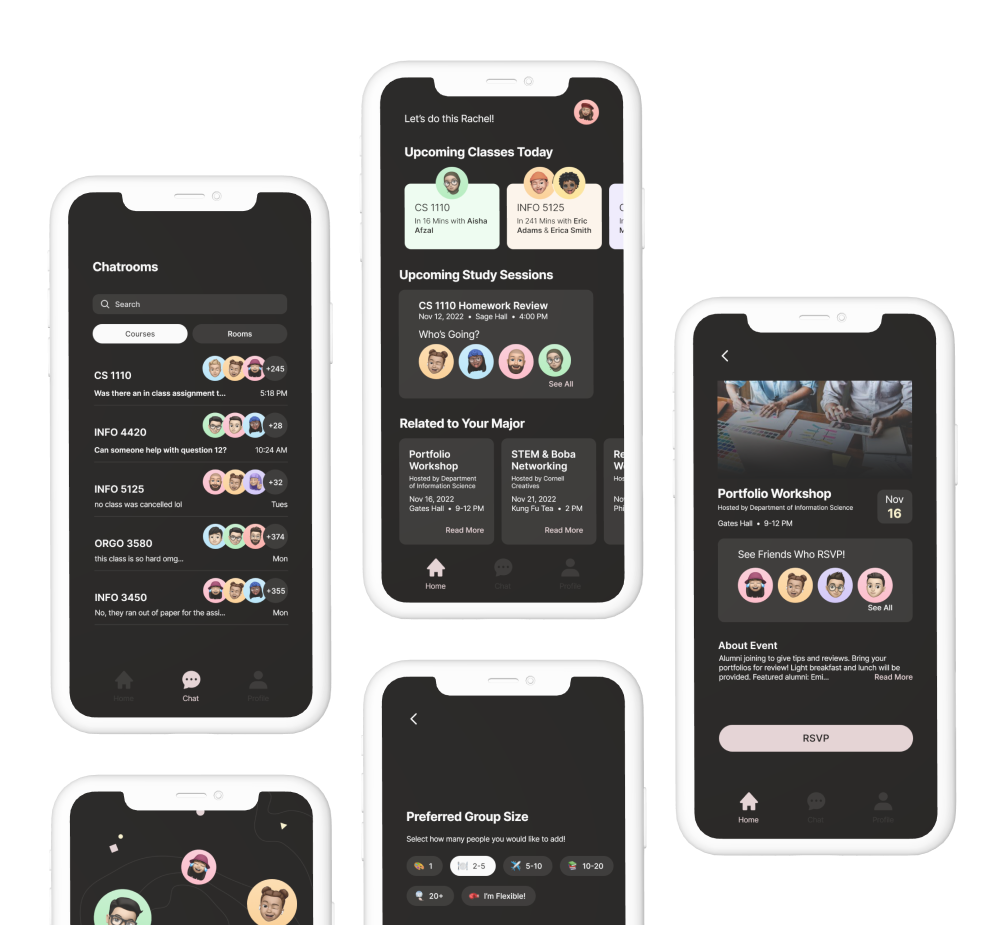 Let's do this Rachel!
Upcoming Classes Today
CS 1110
In 16 Mins with Aisha
Afzal
INFO 5125
In 241 Mins with Eric
Adams & Erica Smith
C
In
M
Upcoming Study Sessions
CS 1110 Homework Review
Nov 12, 2022 • Sage Hall • 4:00 PM
Who's Going?
See All
Related to Your Major
Portfolio
Workshop
Hosted by Department
of Information Science
Nov 16, 2022
Gates Hall • 9-12 PM
Read More
STEM & Boba
Networking
Hosted by Cornell
Creatives
Nov 21, 2022
Kung Fu Tea • 2 PM
Read More
Re
Hos
Phi
Home
Chat
Profile
Chatrooms
Search
Courses
Rooms
CS 1110
+245
Was there an in class assignment t...
5:18 PM
INFO 4420
+28
Can someone help with question 12?
10:24 AM
INFO 5125
+32
no class was cancelled lol
Tues
ORGO 3580
+374
this class is so hard omg...
Mon
INFO 3450
+355
No, they ran out of paper for the assi...
Mon
Home
Chat
Profile
Portfolio Workshop
Hosted by Department of Information Science
Gates Hall • 9-12 PM
Nov
16
See Friends Who RSVP!
See All
About Event
Alumni joining to give tips and reviews. Bring your
portfolios for review! Light breakfast and lunch will be
provided. Featured alumni: Emi...
Read More
RSVP
Home
Chat
Profile
Preferred Group Size
Select how many people you would like to add!
1
2-5
5-10
10-20
20+
I'm Flexible!